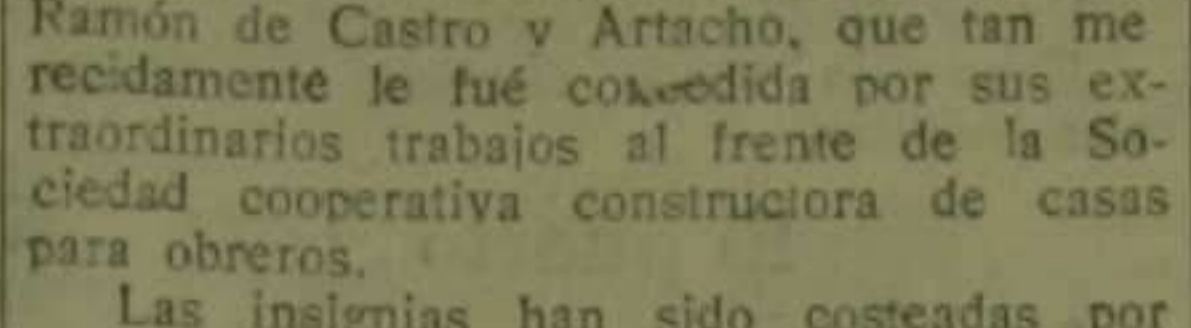 Ramón de Castro y Artacho, que tan me
recidamente le fué concedida por sus ex-
traordinarios trabajos al frente de la So-
ciedad cooperativa constructora de casas
para obreros.
Las insignias han sido costeadas por